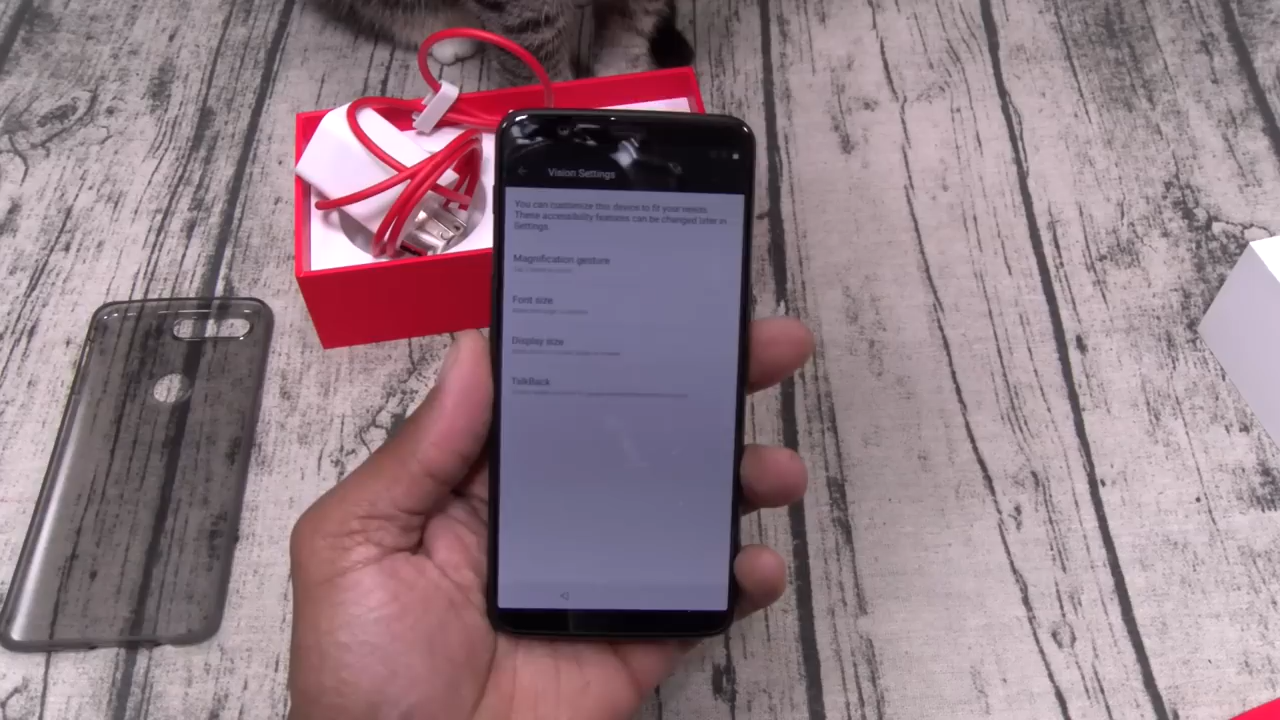 Vision Settings
You can customize this device to fit your needs.
These accessibility features can be changed later in
Settings.
Magnification gesture
Font size
Display size
TalkBack